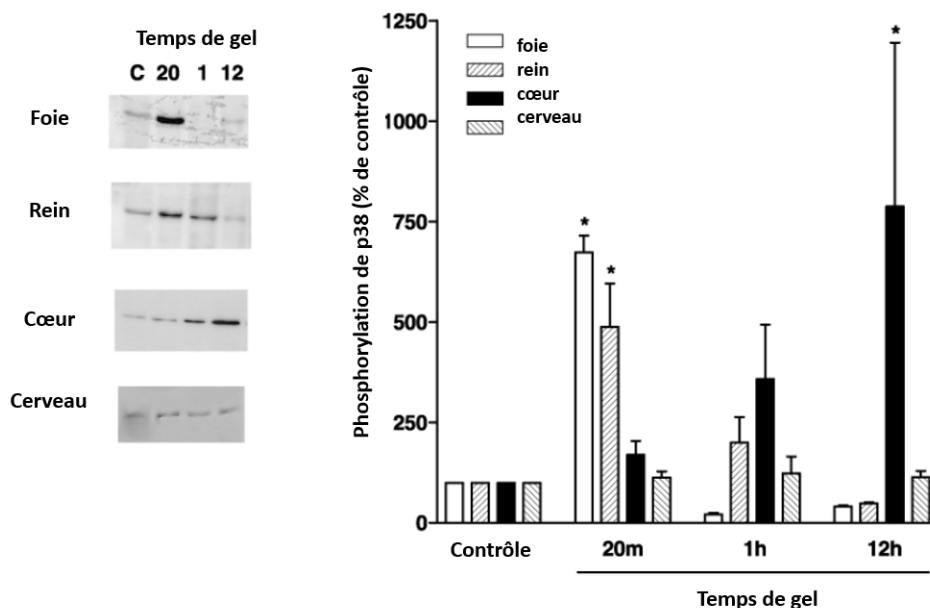 Temps de gel
C 20 1 12
Foie
Rein
Cœur
Cerveau
Phosphorylation de p38 (% de contrôle)
1250
1000
750
500
250
0
foie
rein
cœur
cerveau
*
*
*
Contrôle
20m
1h
12h
Temps de gel